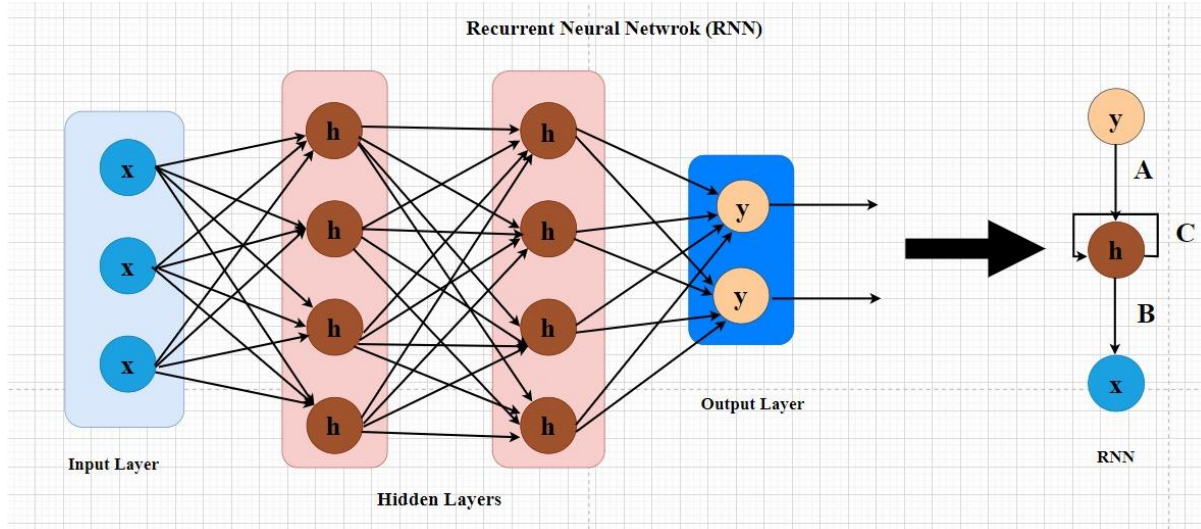 Recurrent Neural Netwrok (RNN)
x
x
x
Input Layer
h
h
h
h
h
h
h
h
Hidden Layers
y
y
Output Layer
y
A
h
C
B
x
RNN